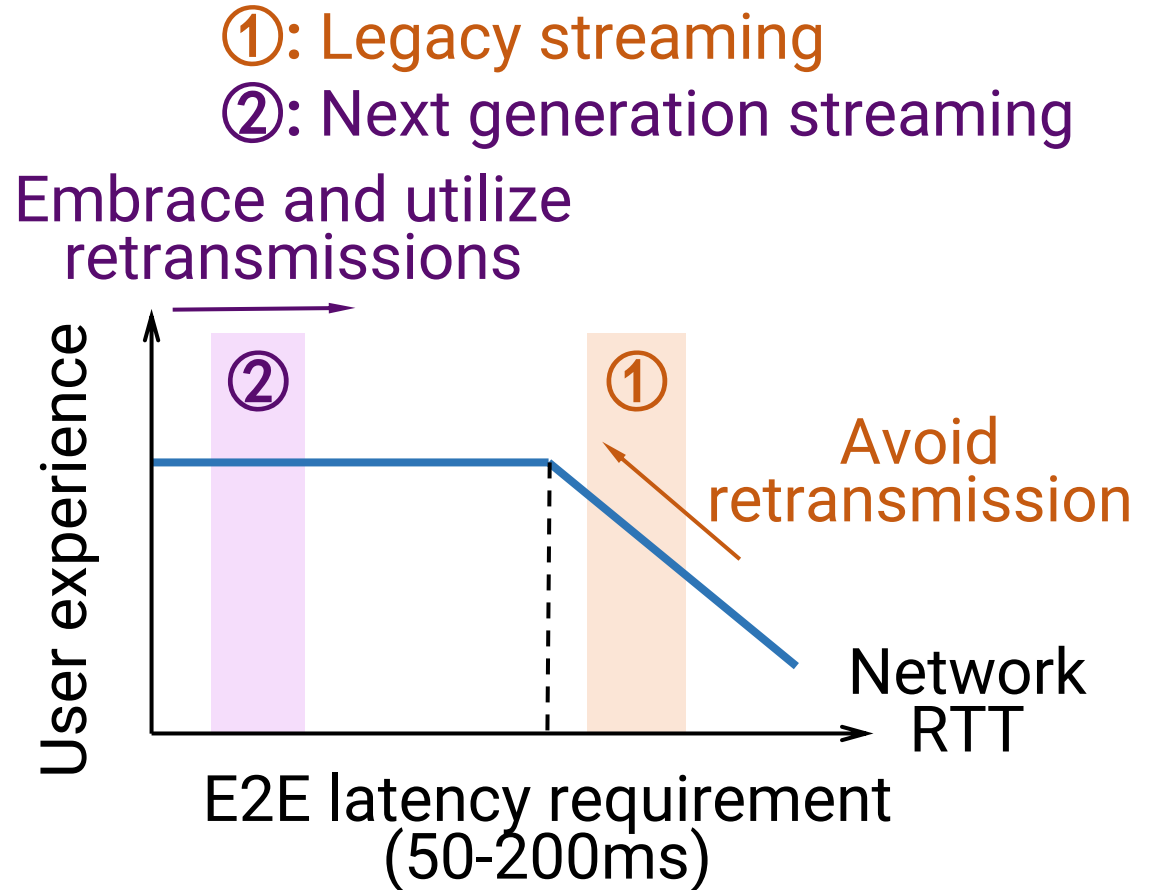 ①: Legacy streaming
②: Next generation streaming
Embrace and utilize
retransmissions
②
①
Avoid
retransmission
User experience
Network
RTT
E2E latency requirement
(50-200ms)